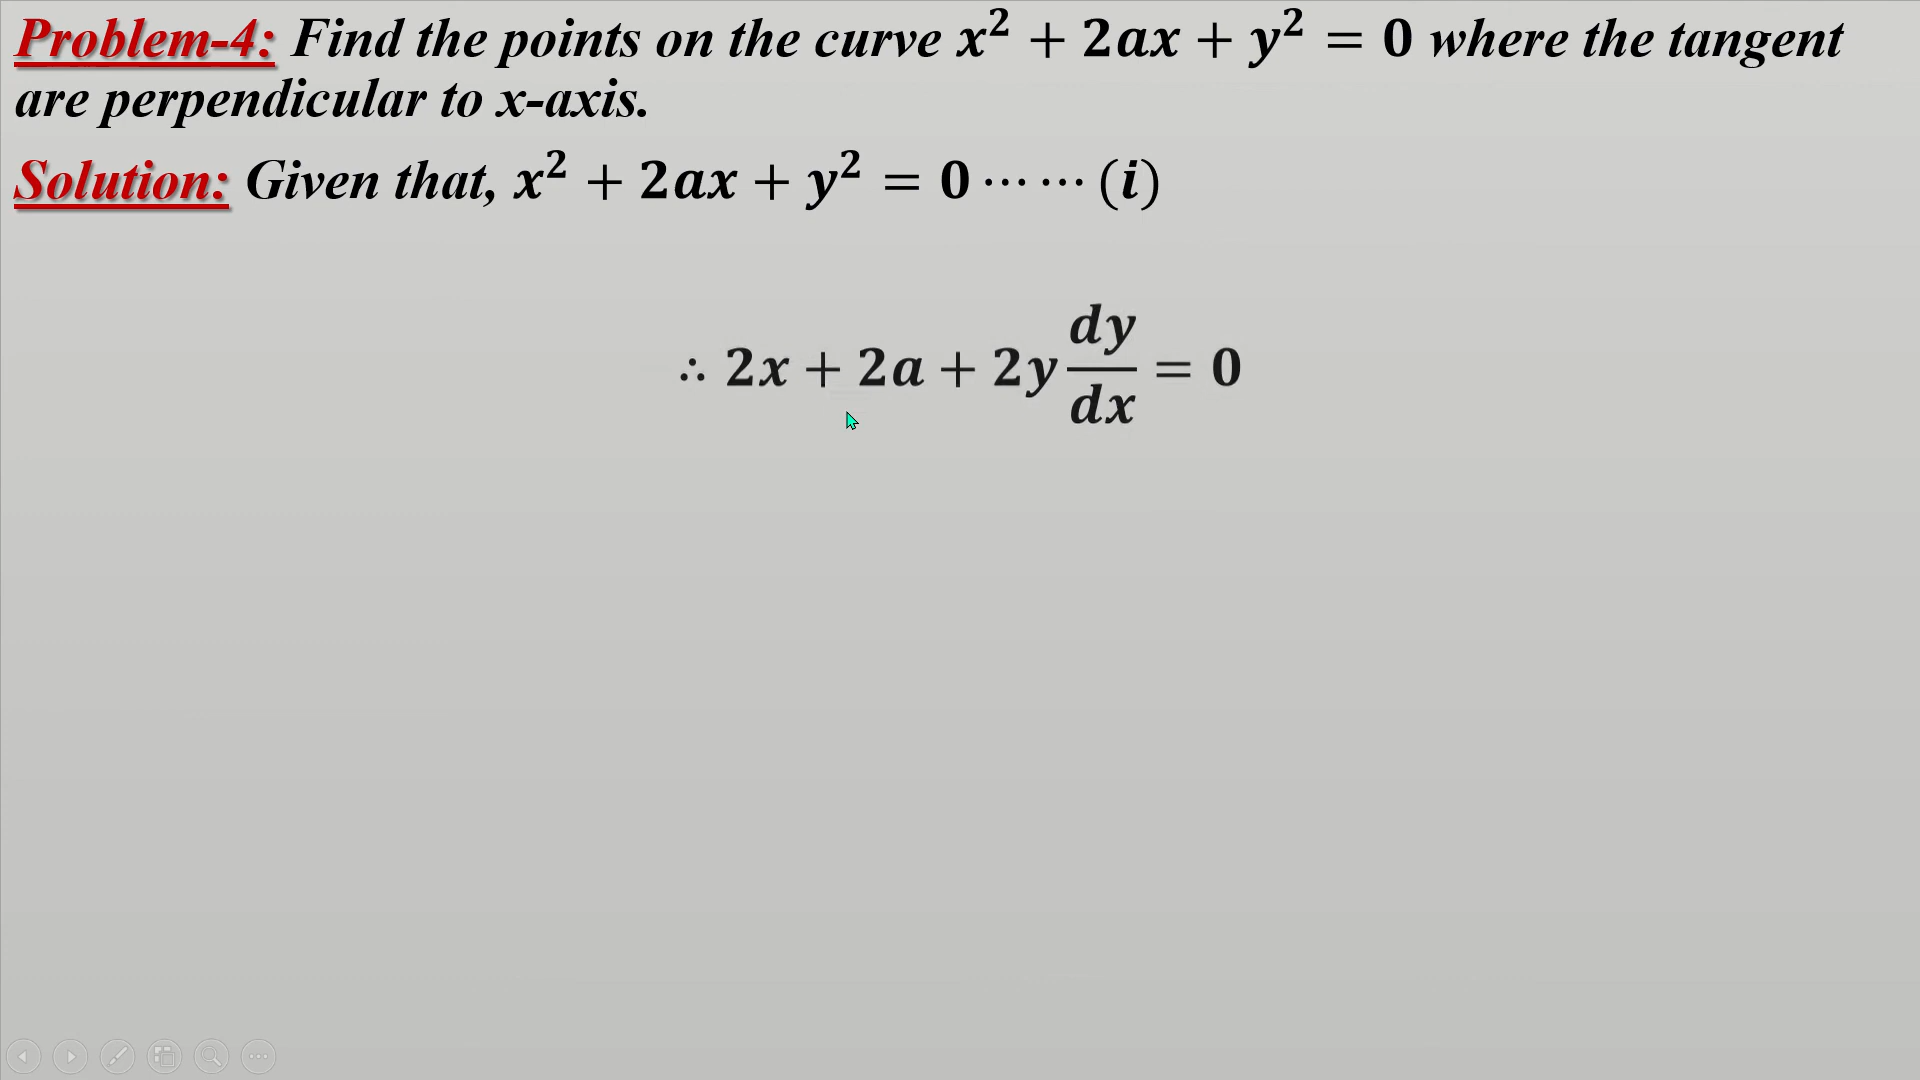 Problem-4: Find the points on the curve x² + 2ax + y² = 0 where the tangent
are perpendicular to x-axis.
Solution: Given that, x² + 2ax + y² = 0 ⋯ ⋯ (i)
∴ 2x + 2a + 2y dy/dx = 0